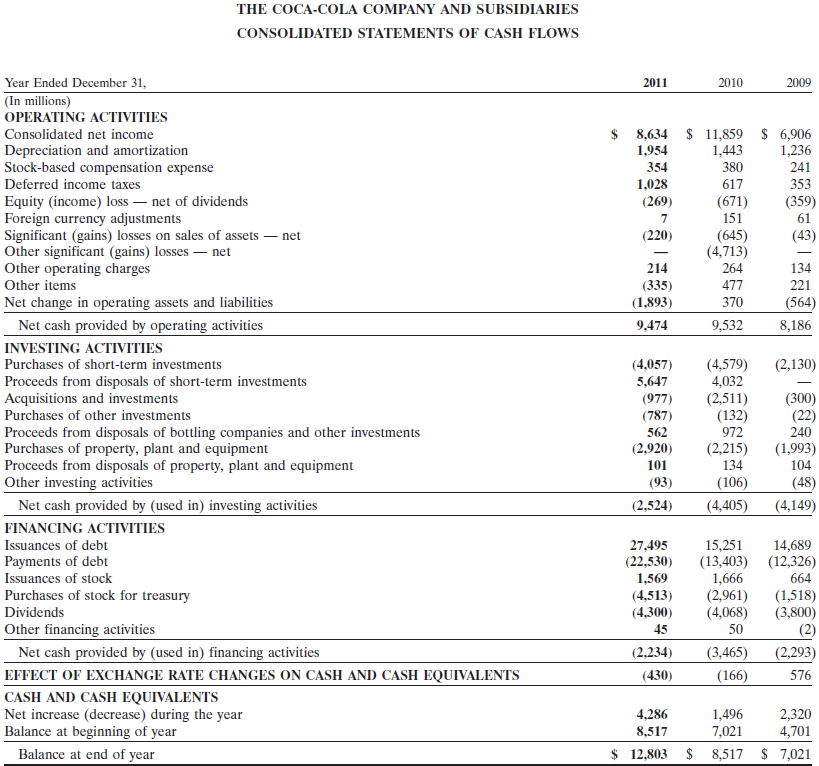 THE COCA-COLA COMPANY AND SUBSIDIARIES
CONSOLIDATED STATEMENTS OF CASH FLOWS
Year Ended December 31, 2011 2010 2009
(In millions)
OPERATING ACTIVITIES
Consolidated net income $ 8,634 $ 11,859 $ 6,906
Depreciation and amortization 1,954 1,443 1,236
Stock-based compensation expense 354 380 241
Deferred income taxes 1,028 617 353
Equity (income) loss — net of dividends (269) (671) (359)
Foreign currency adjustments 7 151 61
Significant (gains) losses on sales of assets — net (220) (645) (43)
Other significant (gains) losses — net — (4,713) —
Other operating charges 214 264 134
Other items (335) 477 221
Net change in operating assets and liabilities (1,893) 370 (564)
Net cash provided by operating activities 9,474 9,532 8,186
INVESTING ACTIVITIES
Purchases of short-term investments (4,057) (4,579) (2,130)
Proceeds from disposals of short-term investments 5,647 4,032 —
Acquisitions and investments (977) (2,511) (300)
Purchases of other investments (787) (132) (22)
Proceeds from disposals of bottling companies and other investments 562 972 240
Purchases of property, plant and equipment (2,920) (2,215) (1,993)
Proceeds from disposals of property, plant and equipment 101 134 104
Other investing activities (93) (106) (48)
Net cash provided by (used in) investing activities (2,524) (4,405) (4,149)
FINANCING ACTIVITIES
Issuances of debt 27,495 15,251 14,689
Payments of debt (22,530) (13,403) (12,326)
Issuances of stock 1,569 1,666 664
Purchases of stock for treasury (4,513) (2,961) (1,518)
Dividends (4,300) (4,068) (3,800)
Other financing activities 45 50 (2)
Net cash provided by (used in) financing activities (2,234) (3,465) (2,293)
EFFECT OF EXCHANGE RATE CHANGES ON CASH AND CASH EQUIVALENTS (430) (166) 576
CASH AND CASH EQUIVALENTS
Net increase (decrease) during the year 4,286 1,496 2,320
Balance at beginning of year 8,517 7,021 4,701
Balance at end of year $ 12,803 $ 8,517 $ 7,021